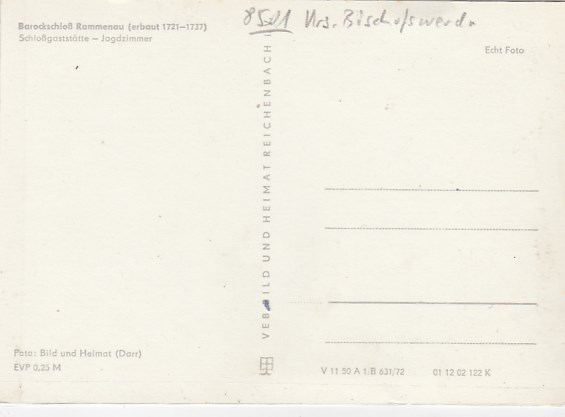 Barockschloß Rammenau (erbaut 1721–1737)
Schloßgaststätte – Jagdzimmer
8501 Krs. Bischofswerda
Echt Foto
VEB BILD UND HEIMAT REICHENBACH
Foto: Bild und Heimat (Darr)
EVP 0,25 M
V 11 50 A 1/B 631/72 01 12 02 122 K